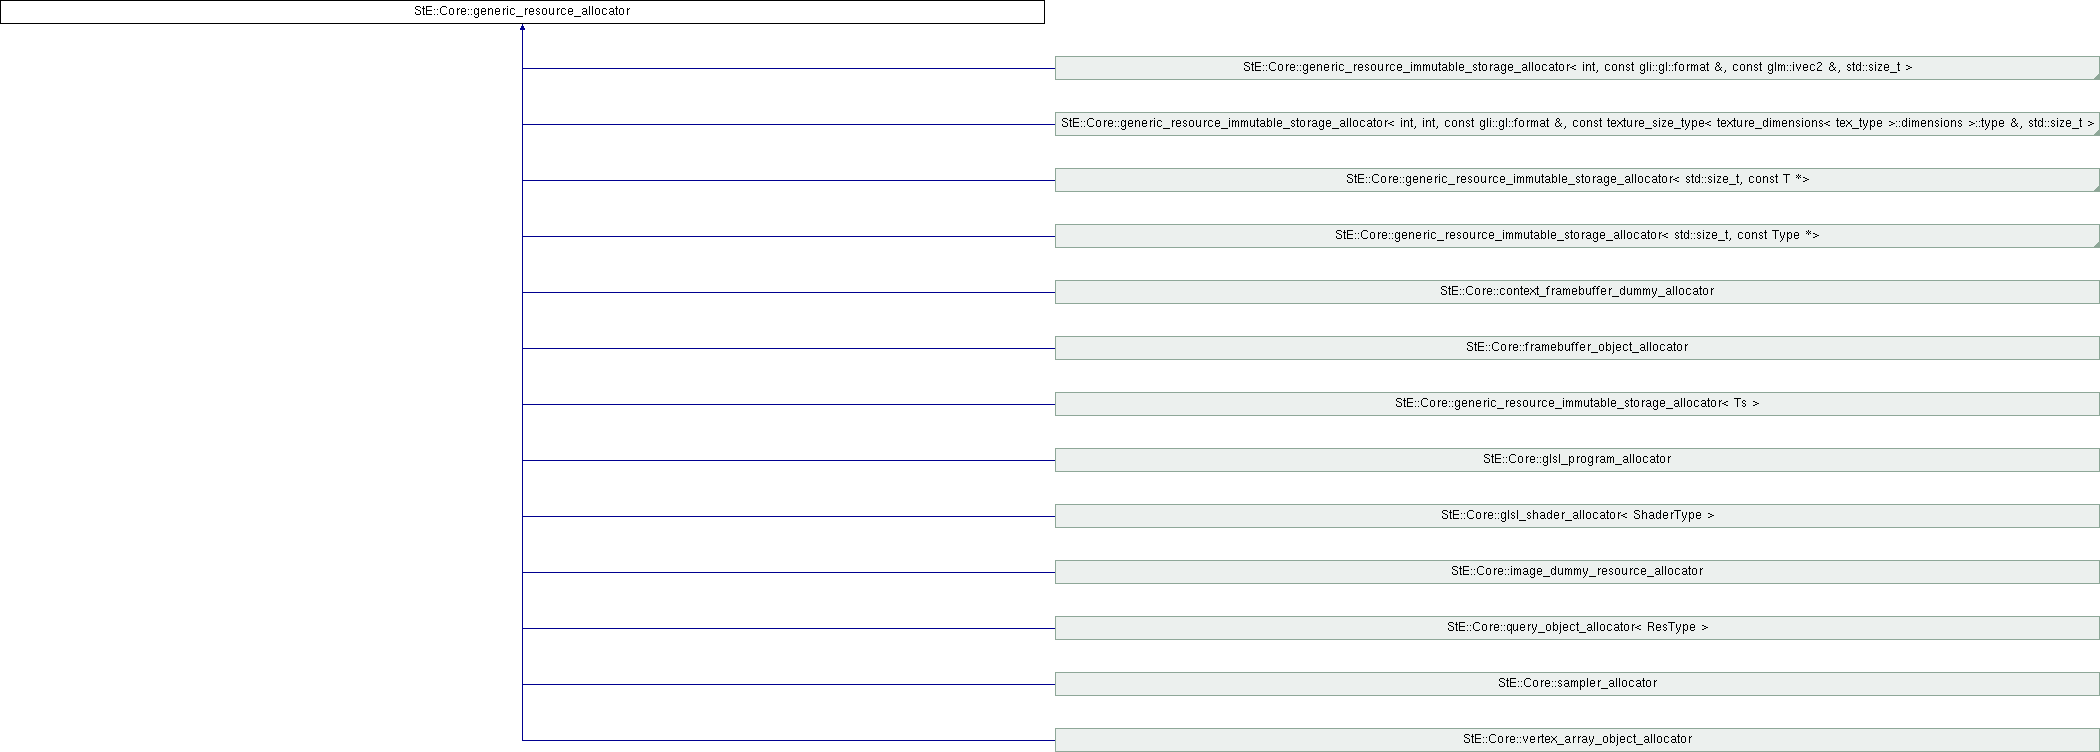 StE::Core::generic_resource_allocator
StE::Core::generic_resource_immutable_storage_allocator< int, const gli::gl::format &, const glm::ivec2 &, std::size_t >
StE::Core::generic_resource_immutable_storage_allocator< int, int, const gli::gl::format &, const texture_size_type< texture_dimensions< tex_type >::dimensions >::type &, std::size_t >
StE::Core::generic_resource_immutable_storage_allocator< std::size_t, const T *>
StE::Core::generic_resource_immutable_storage_allocator< std::size_t, const Type *>
StE::Core::context_framebuffer_dummy_allocator
StE::Core::framebuffer_object_allocator
StE::Core::generic_resource_immutable_storage_allocator< Ts >
StE::Core::glsl_program_allocator
StE::Core::glsl_shader_allocator< ShaderType >
StE::Core::image_dummy_resource_allocator
StE::Core::query_object_allocator< ResType >
StE::Core::sampler_allocator
StE::Core::vertex_array_object_allocator